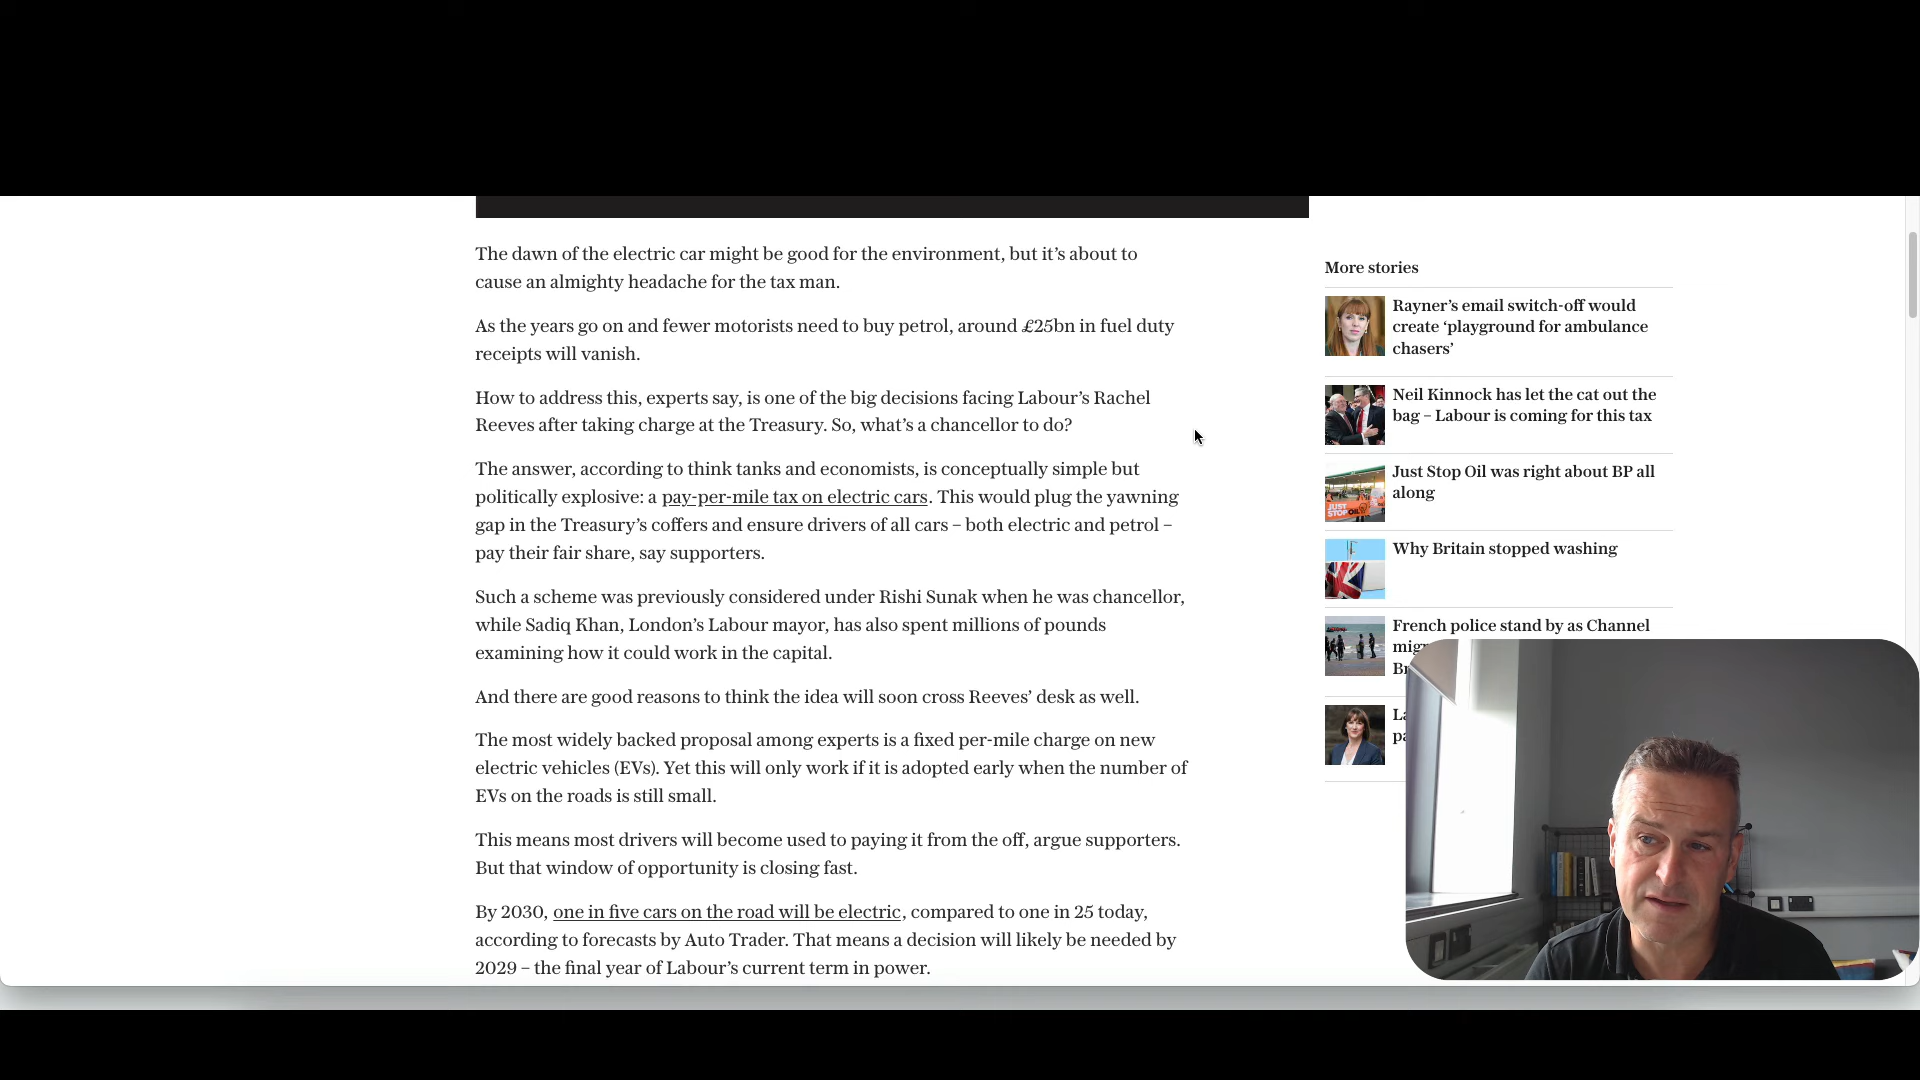 The dawn of the electric car might be good for the environment, but it’s about to
cause an almighty headache for the tax man.
As the years go on and fewer motorists need to buy petrol, around £25bn in fuel duty
receipts will vanish.
How to address this, experts say, is one of the big decisions facing Labour’s Rachel
Reeves after taking charge at the Treasury. So, what’s a chancellor to do?
The answer, according to think tanks and economists, is conceptually simple but
politically explosive: a pay-per-mile tax on electric cars. This would plug the yawning
gap in the Treasury’s coffers and ensure drivers of all cars – both electric and petrol –
pay their fair share, say supporters.
Such a scheme was previously considered under Rishi Sunak when he was chancellor,
while Sadiq Khan, London’s Labour mayor, has also spent millions of pounds
examining how it could work in the capital.
And there are good reasons to think the idea will soon cross Reeves’ desk as well.
The most widely backed proposal among experts is a fixed per-mile charge on new
electric vehicles (EVs). Yet this will only work if it is adopted early when the number of
EVs on the roads is still small.
This means most drivers will become used to paying it from the off, argue supporters.
But that window of opportunity is closing fast.
By 2030, one in five cars on the road will be electric, compared to one in 25 today,
according to forecasts by Auto Trader. That means a decision will likely be needed by
2029 – the final year of Labour’s current term in power.
More stories
Rayner’s email switch-off would
create ‘playground for ambulance
chasers’
Neil Kinnock has let the cat out the
bag – Labour is coming for this tax
JUST
STOP OIL
Just Stop Oil was right about BP all
along
Why Britain stopped washing
French police stand by as Channel